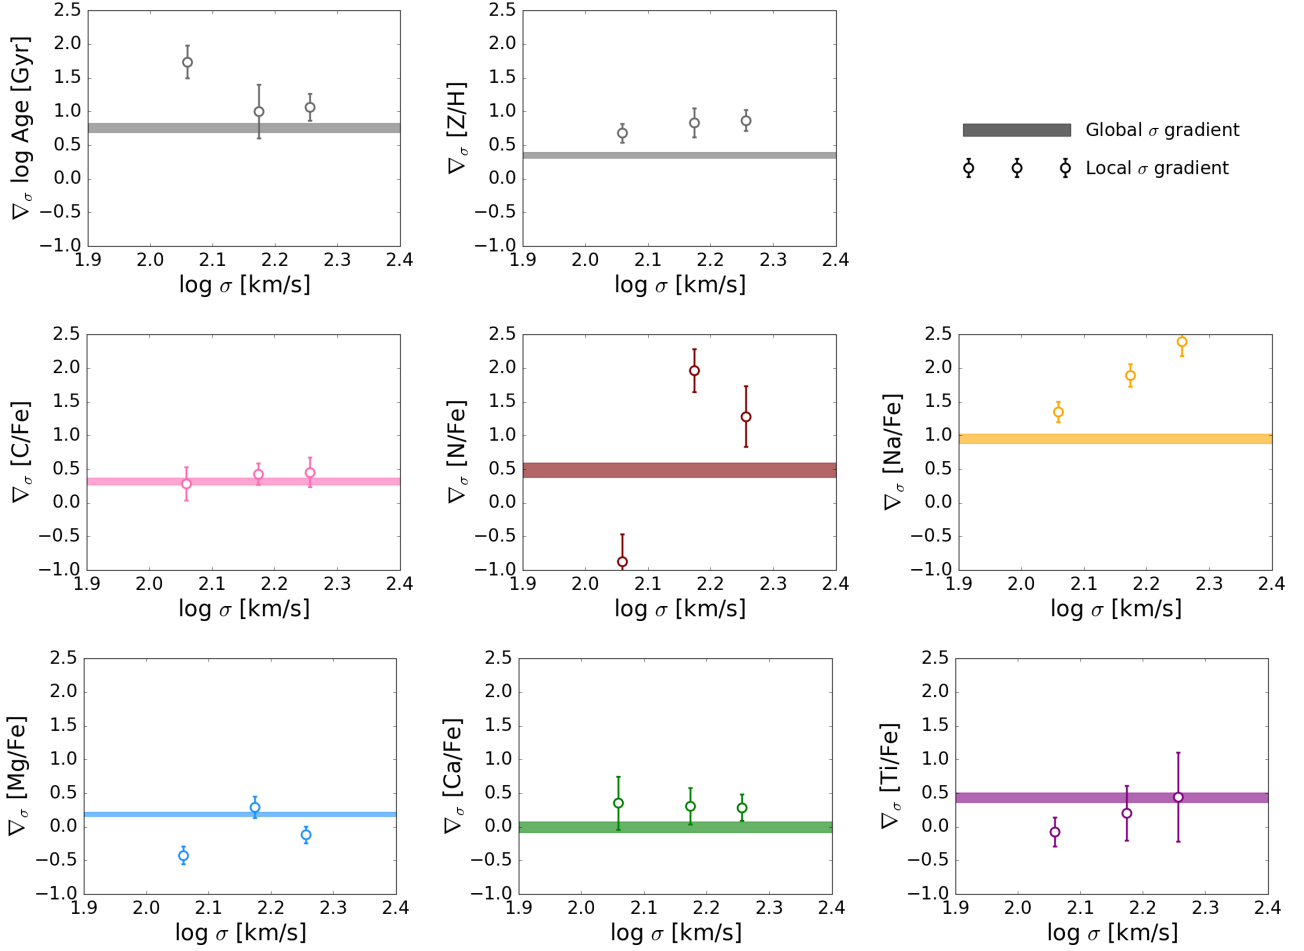 2.5
2.0
1.5
1.0
0.5
0.0
−0.5
−1.0
1.9 2.0 2.1 2.2 2.3 2.4
log σ [km/s]
∇σ log Age [Gyr]
2.5
2.0
1.5
1.0
0.5
0.0
−0.5
−1.0
1.9 2.0 2.1 2.2 2.3 2.4
log σ [km/s]
∇σ [Z/H]
Global σ gradient
Local σ gradient
2.5
2.0
1.5
1.0
0.5
0.0
−0.5
−1.0
1.9 2.0 2.1 2.2 2.3 2.4
log σ [km/s]
∇σ [C/Fe]
2.5
2.0
1.5
1.0
0.5
0.0
−0.5
−1.0
1.9 2.0 2.1 2.2 2.3 2.4
log σ [km/s]
∇σ [N/Fe]
2.5
2.0
1.5
1.0
0.5
0.0
−0.5
−1.0
1.9 2.0 2.1 2.2 2.3 2.4
log σ [km/s]
∇σ [Na/Fe]
2.5
2.0
1.5
1.0
0.5
0.0
−0.5
−1.0
1.9 2.0 2.1 2.2 2.3 2.4
log σ [km/s]
∇σ [Mg/Fe]
2.5
2.0
1.5
1.0
0.5
0.0
−0.5
−1.0
1.9 2.0 2.1 2.2 2.3 2.4
log σ [km/s]
∇σ [Ca/Fe]
2.5
2.0
1.5
1.0
0.5
0.0
−0.5
−1.0
1.9 2.0 2.1 2.2 2.3 2.4
log σ [km/s]
∇σ [Ti/Fe]